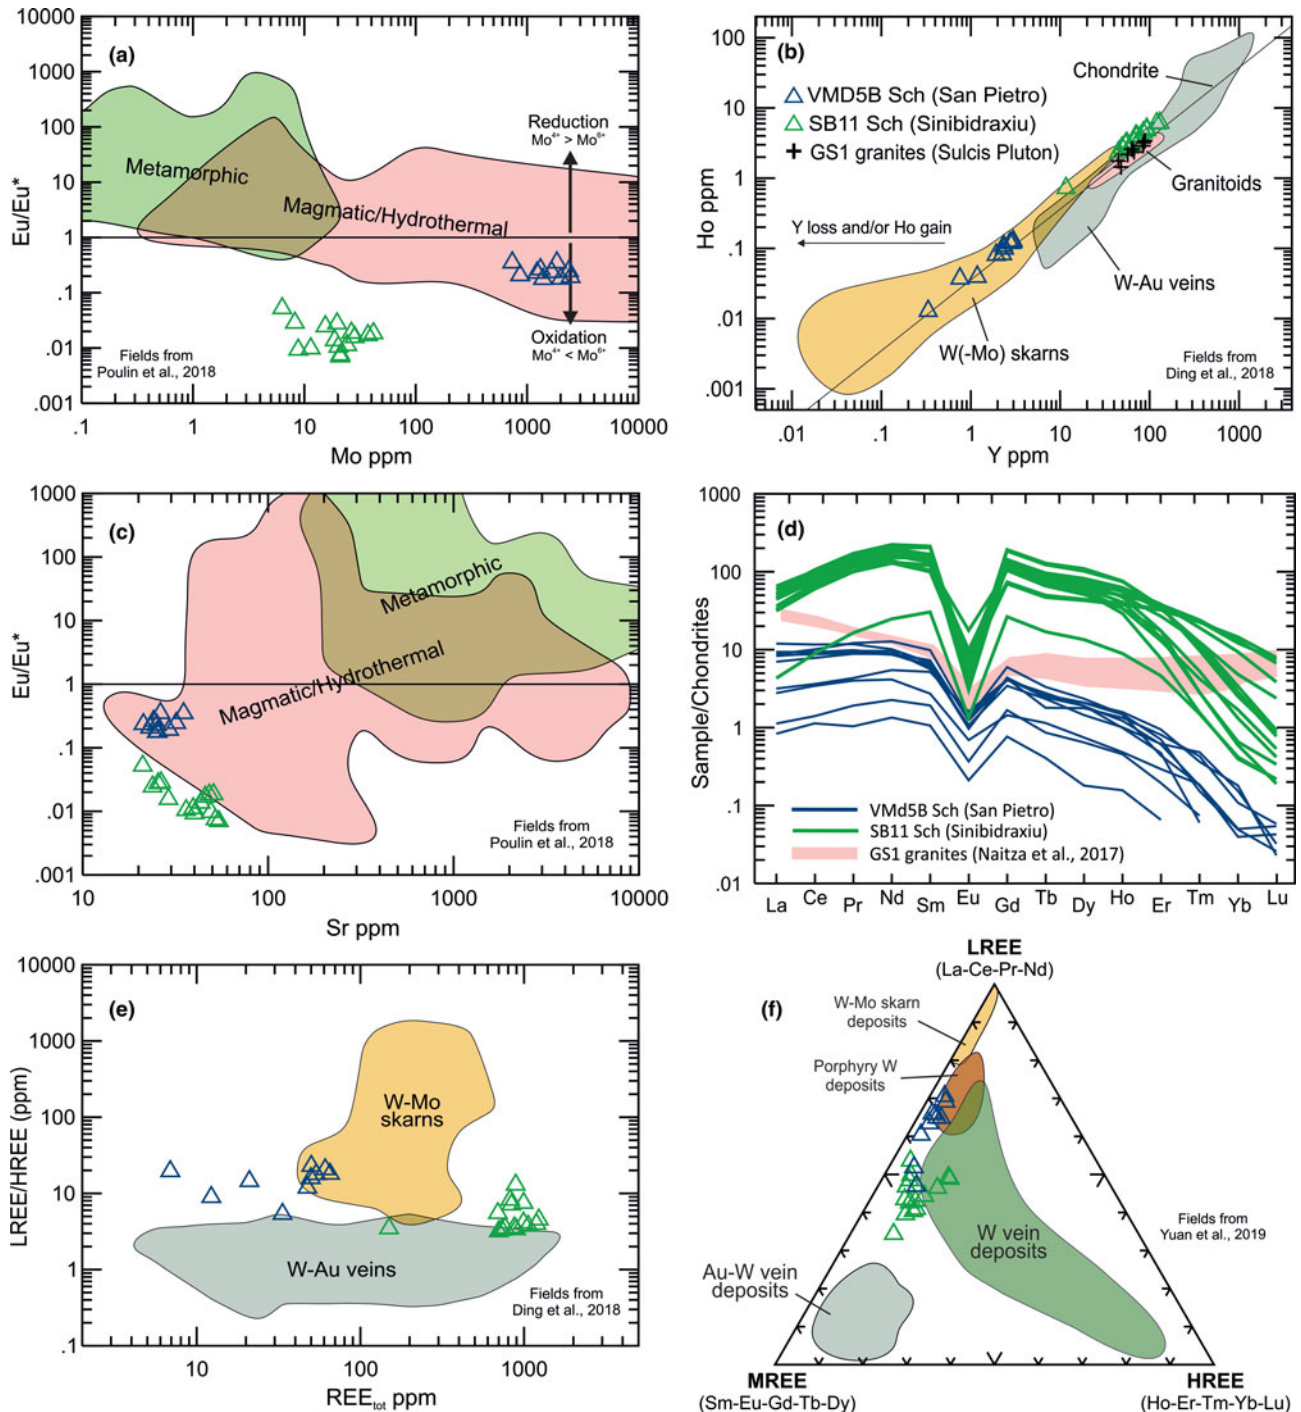 (a)
Eu/Eu*
10000
1000
100
10
1
.1
.01
.001
Metamorphic
Magmatic/Hydrothermal
Reduction
Mo4+ > Mo6+
Oxidation
Mo4+ < Mo6+
Fields from
Poulin et al., 2018
.1
1
10
100
1000
10000
Mo ppm
(b)
Ho ppm
100
10
1
0.1
.01
.001
VMD5B Sch (San Pietro)
SB11 Sch (Sinibidraxiu)
GS1 granites (Sulcis Pluton)
Chondrite
Granitoids
Y loss and/or Ho gain
W-Au veins
W(-Mo) skarns
Fields from
Ding et al., 2018
.01
.1
1
10
100
1000
Y ppm
(c)
Eu/Eu*
1000
100
10
1
.1
.01
.001
Metamorphic
Magmatic/Hydrothermal
Fields from
Poulin et al., 2018
10
100
1000
10000
Sr ppm
(d)
Sample/Chondrites
1000
100
10
1
0.1
.01
VMd5B Sch (San Pietro)
SB11 Sch (Sinibidraxiu)
GS1 granites (Naitza et al., 2017)
La
Ce
Pr
Nd
Sm
Eu
Gd
Tb
Dy
Ho
Er
Tm
Yb
Lu
(e)
LREE/HREE (ppm)
10000
1000
100
10
1
.1
W-Mo
skarns
W-Au veins
Fields from
Ding et al., 2018
10
100
1000
REEtot ppm
(f)
LREE
(La-Ce-Pr-Nd)
W-Mo skarn
deposits
Porphyry W
deposits
W vein
deposits
Au-W vein
deposits
Fields from
Yuan et al., 2019
MREE
(Sm-Eu-Gd-Tb-Dy)
HREE
(Ho-Er-Tm-Yb-Lu)